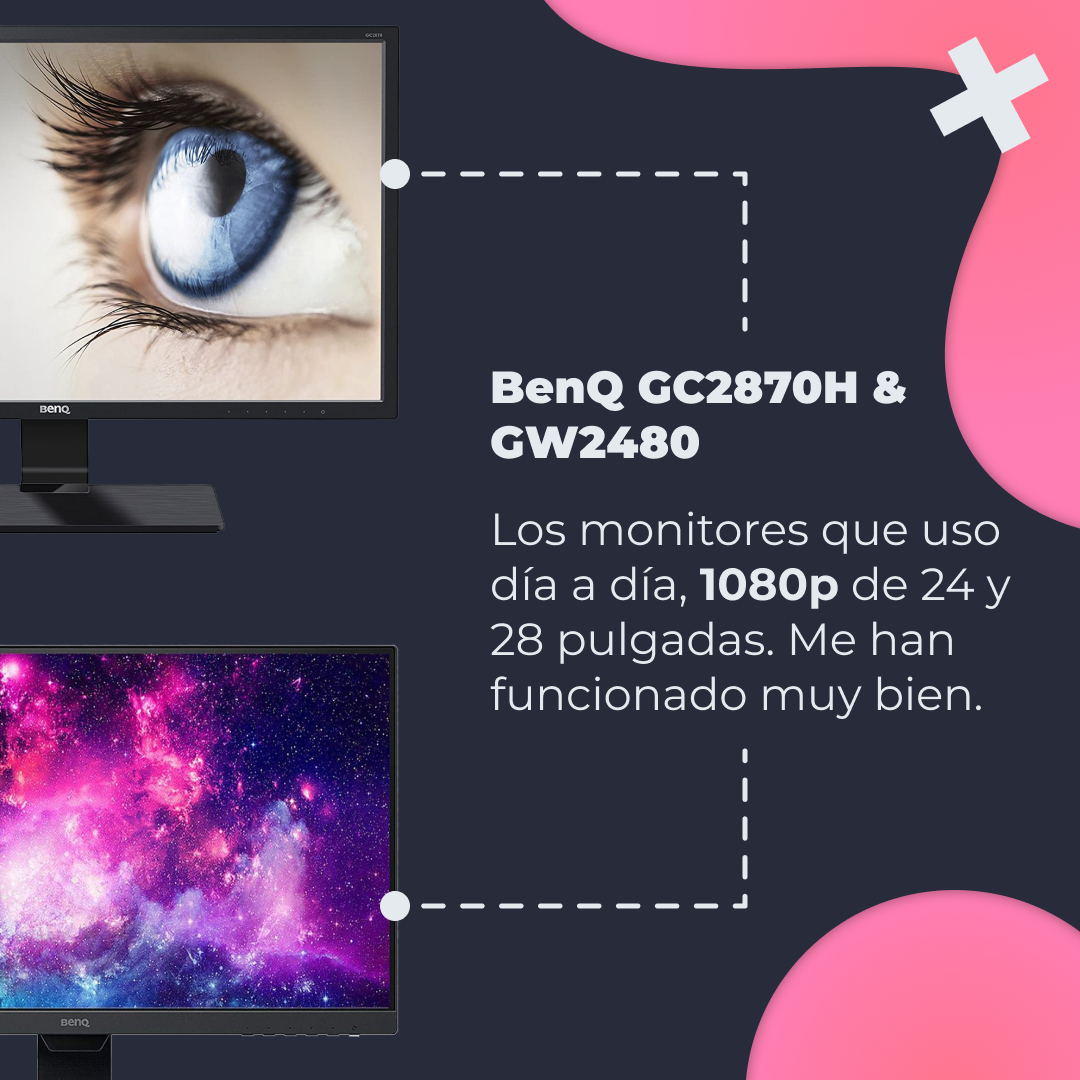 GC2870
BenQ
BenQ GC2870H &
GW2480
Los monitores que uso
día a día, 1080p de 24 y
28 pulgadas. Me han
funcionado muy bien.
BenQ